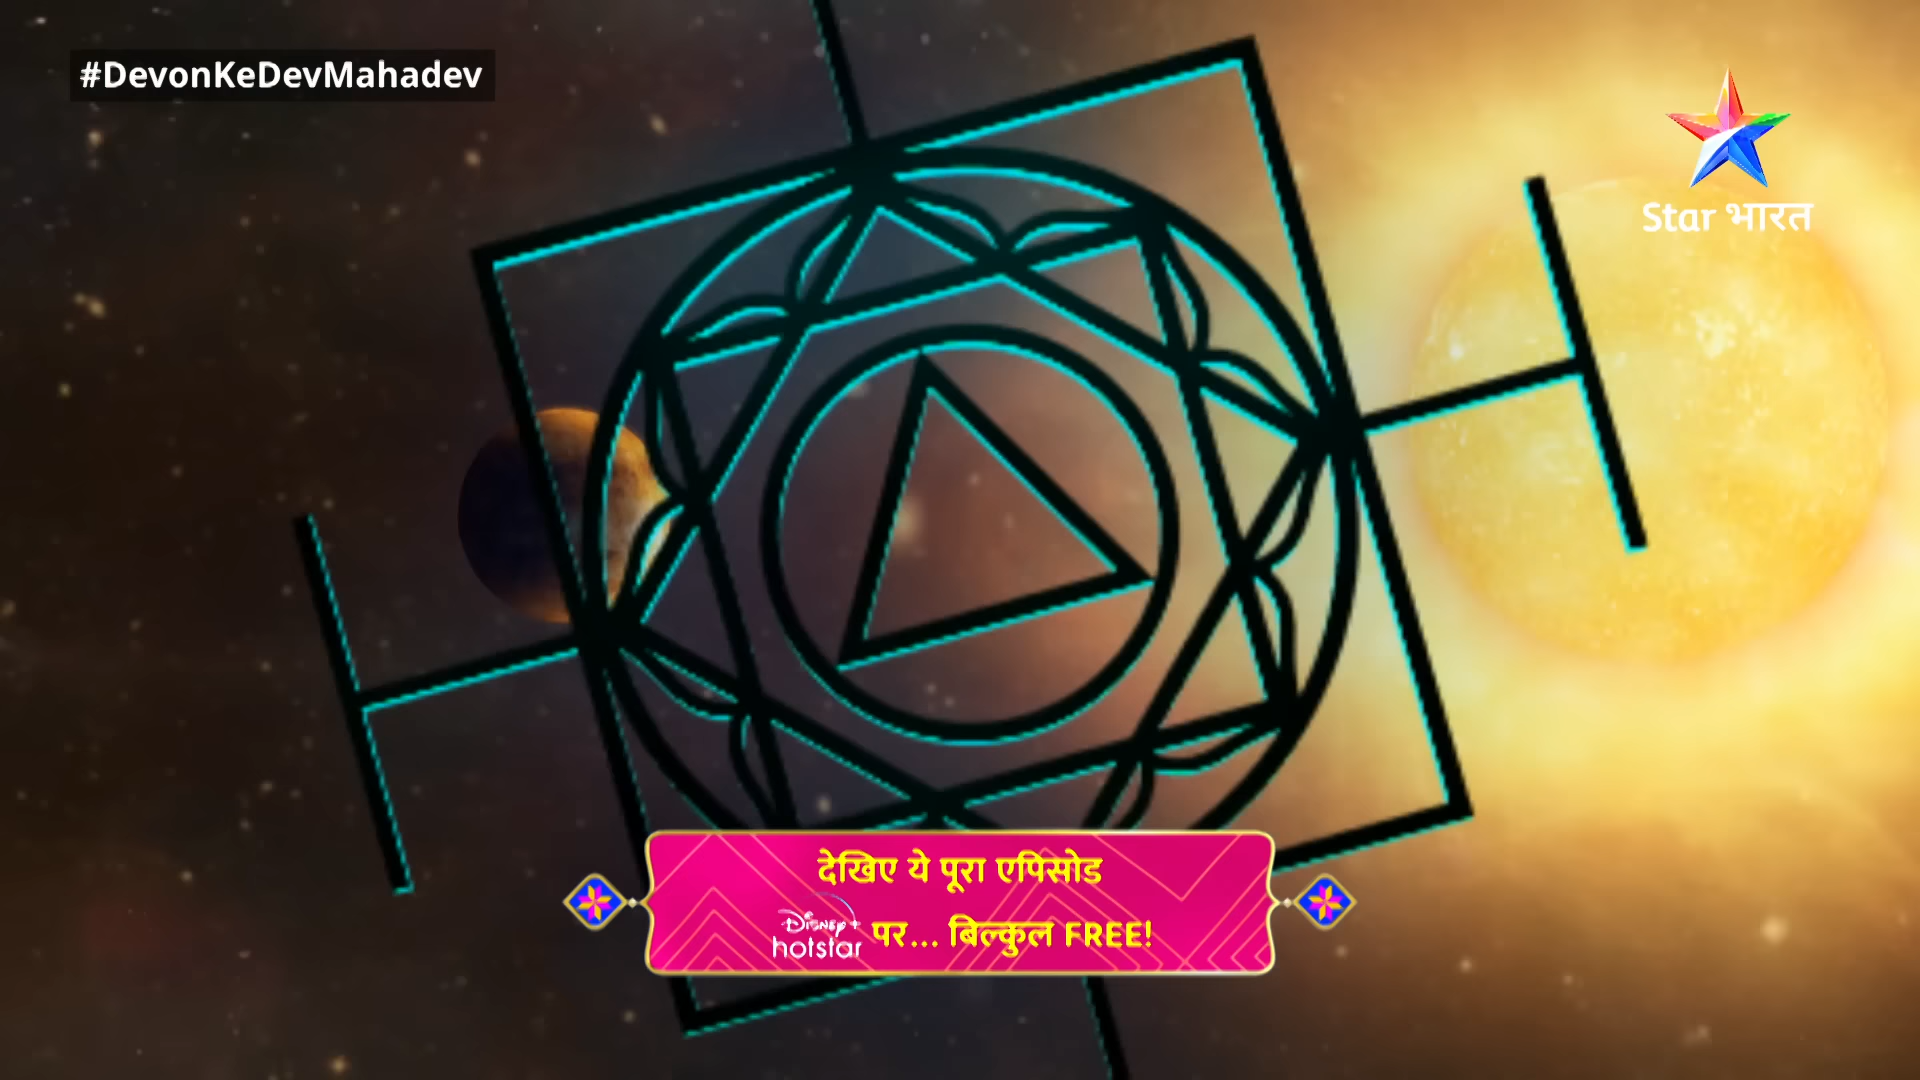 #DevonKeDevMahadev
Star भारत
देखिए ये पूरा एपिसोड
Disney+ hotstar पर... बिल्कुल FREE!